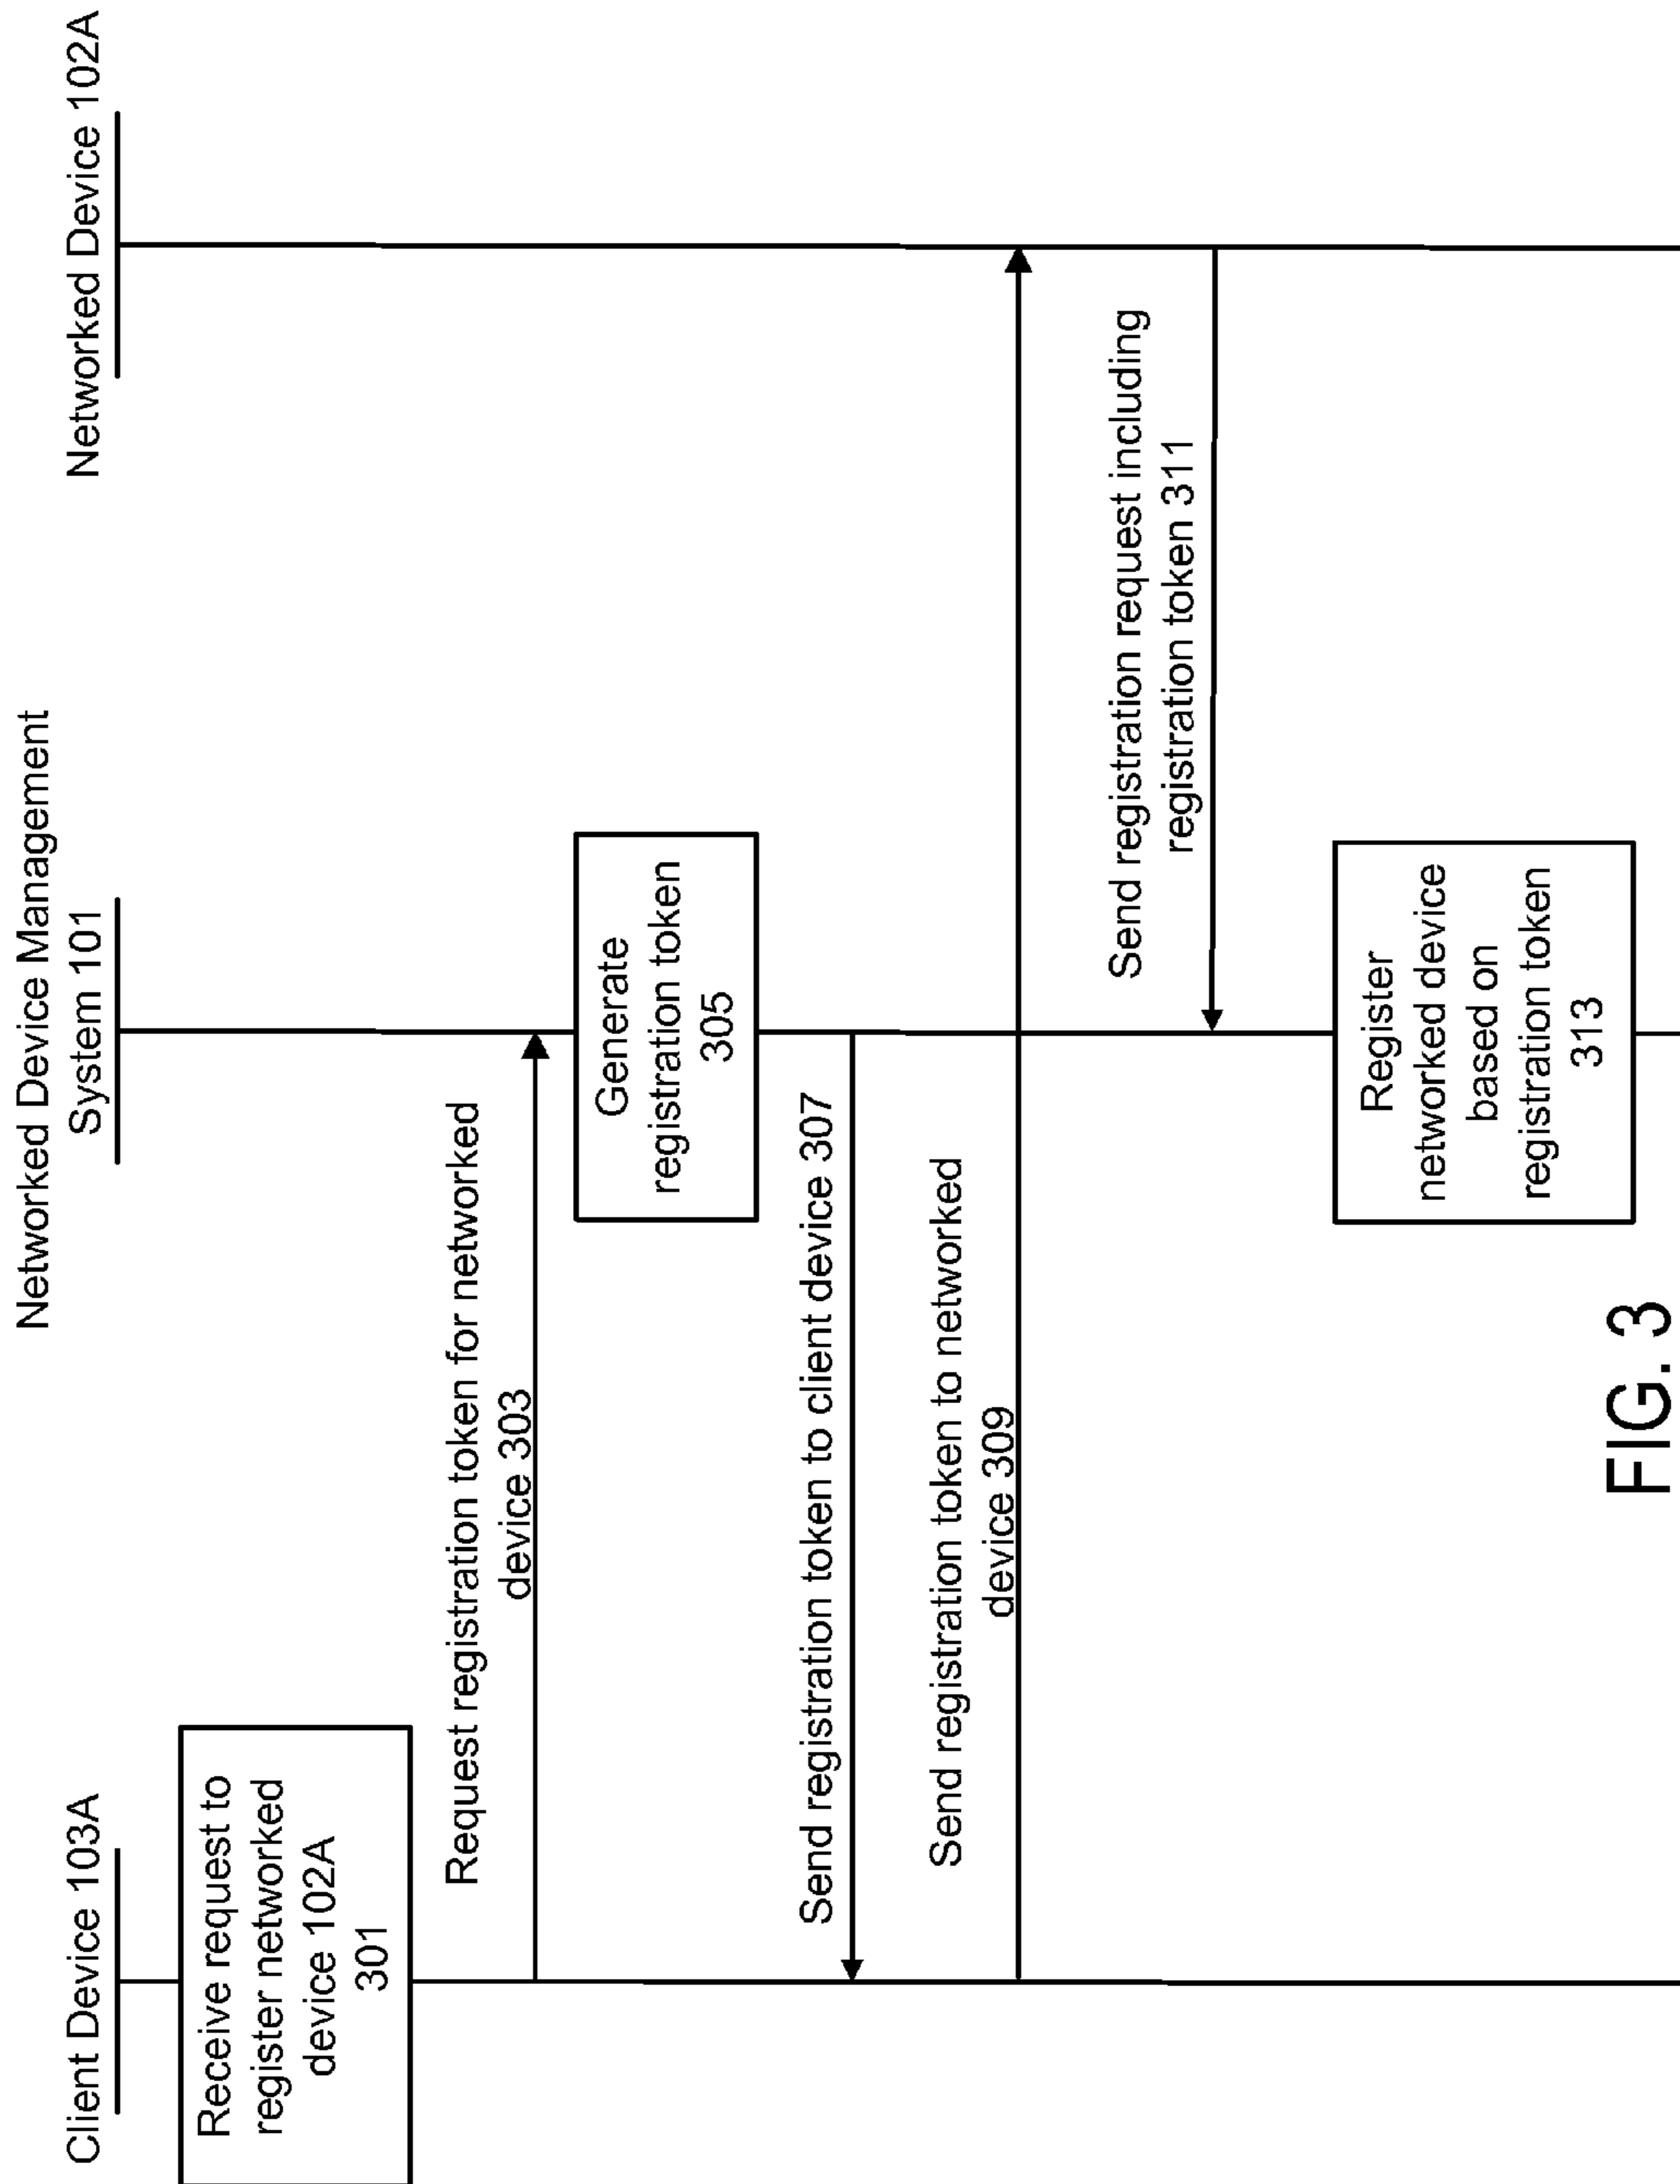 Client Device 103A
Networked Device Management
System 101
Networked Device 102A
Receive request to
register networked
device 102A
301
Request registration token for networked
device 303
Generate
registration token
305
Send registration token to client device 307
Send registration token to networked
device 309
Send registration request including
registration token 311
Register
networked device
based on
registration token
313
FIG. 3